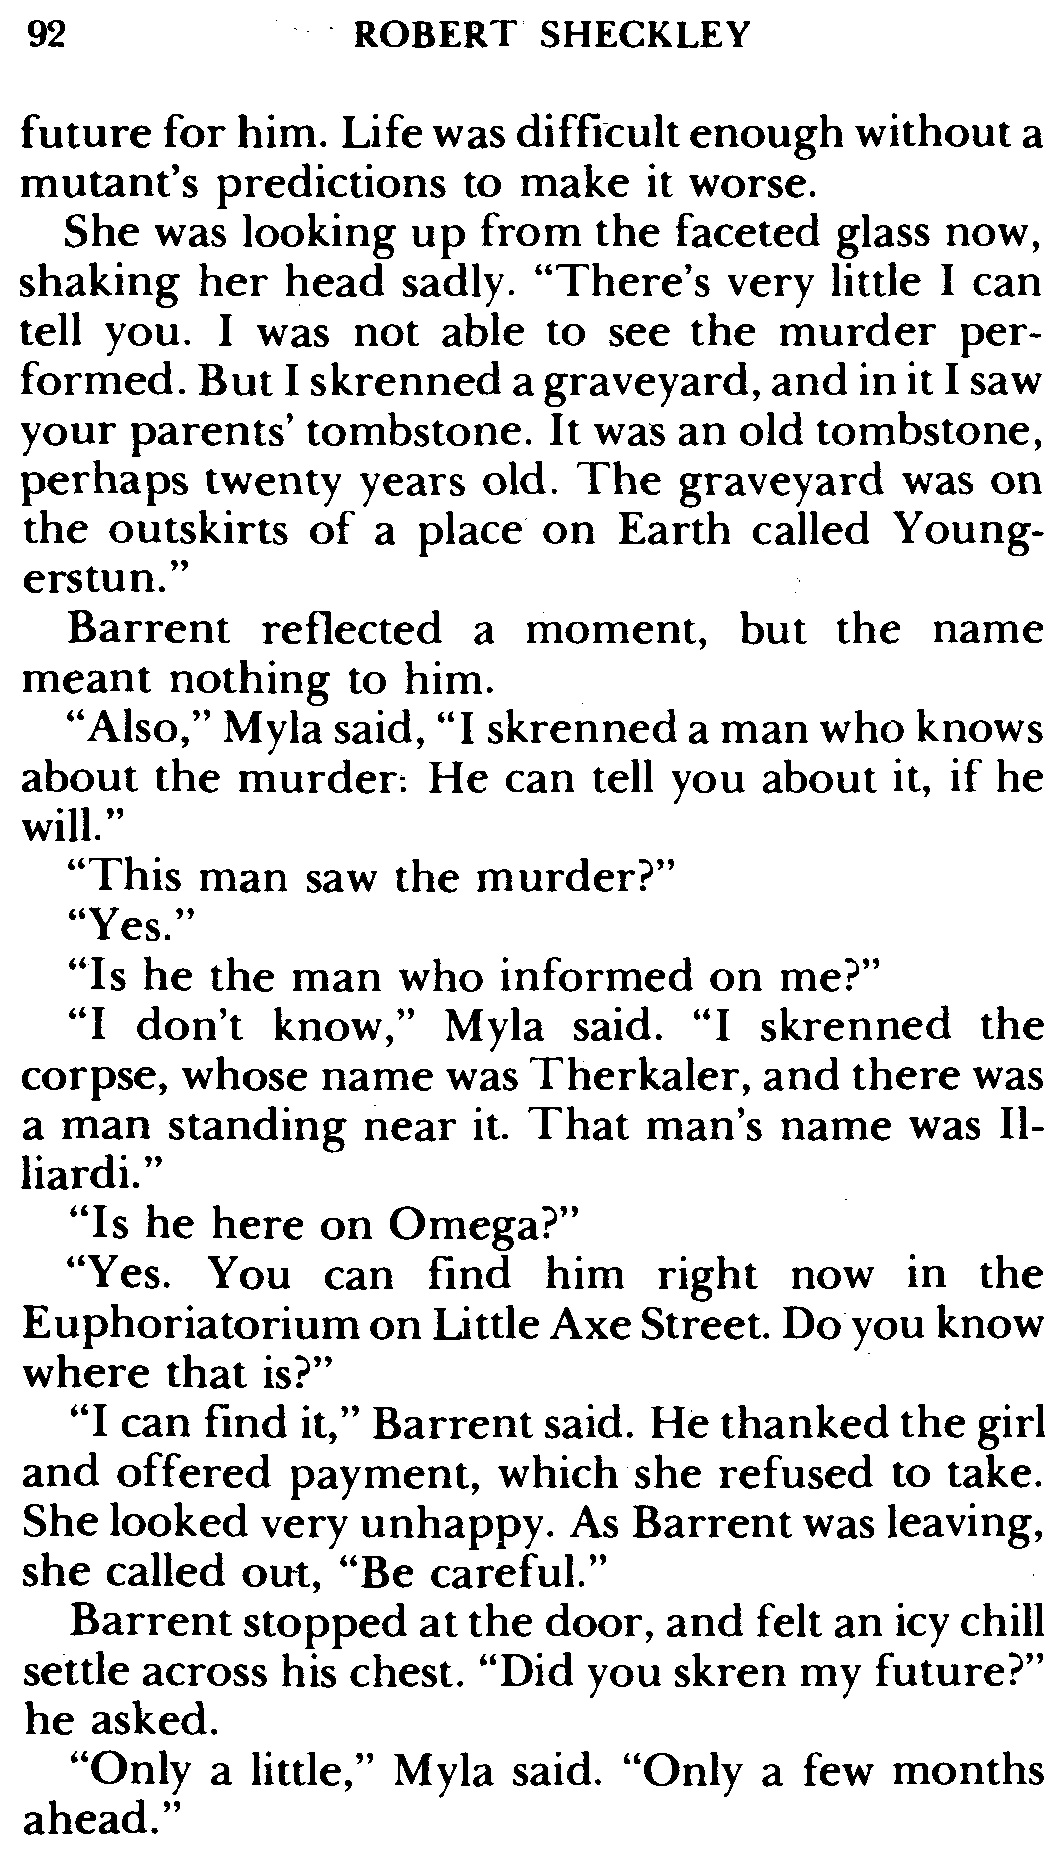 92 ROBERT SHECKLEY
future for him. Life was difficult enough without a
mutant's predictions to make it worse.
She was looking up from the faceted glass now,
shaking her head sadly. “There's very little I can
tell you. I was not able to see the murder per-
formed. But I skrenned a graveyard, and in it I saw
your parents' tombstone. It was an old tombstone,
perhaps twenty years old. The graveyard was on
the outskirts of a place on Earth called Young-
erstun.”
Barrent reflected a moment, but the name
meant nothing to him.
“Also,” Myla said, “I skrenned a man who knows
about the murder: He can tell you about it, if he
will.”
“This man saw the murder?”
“Yes.”
“Is he the man who informed on me?”
“I don't know,” Myla said. “I skrenned the
corpse, whose name was Therkaler, and there was
a man standing near it. That man's name was Il-
liardi.”
“Is he here on Omega?”
“Yes. You can find him right now in the
Euphoriatorium on Little Axe Street. Do you know
where that is?”
“I can find it,” Barrent said. He thanked the girl
and offered payment, which she refused to take.
She looked very unhappy. As Barrent was leaving,
she called out, “Be careful.”
Barrent stopped at the door, and felt an icy chill
settle across his chest. “Did you skren my future?”
he asked.
“Only a little,” Myla said. “Only a few months
ahead.”